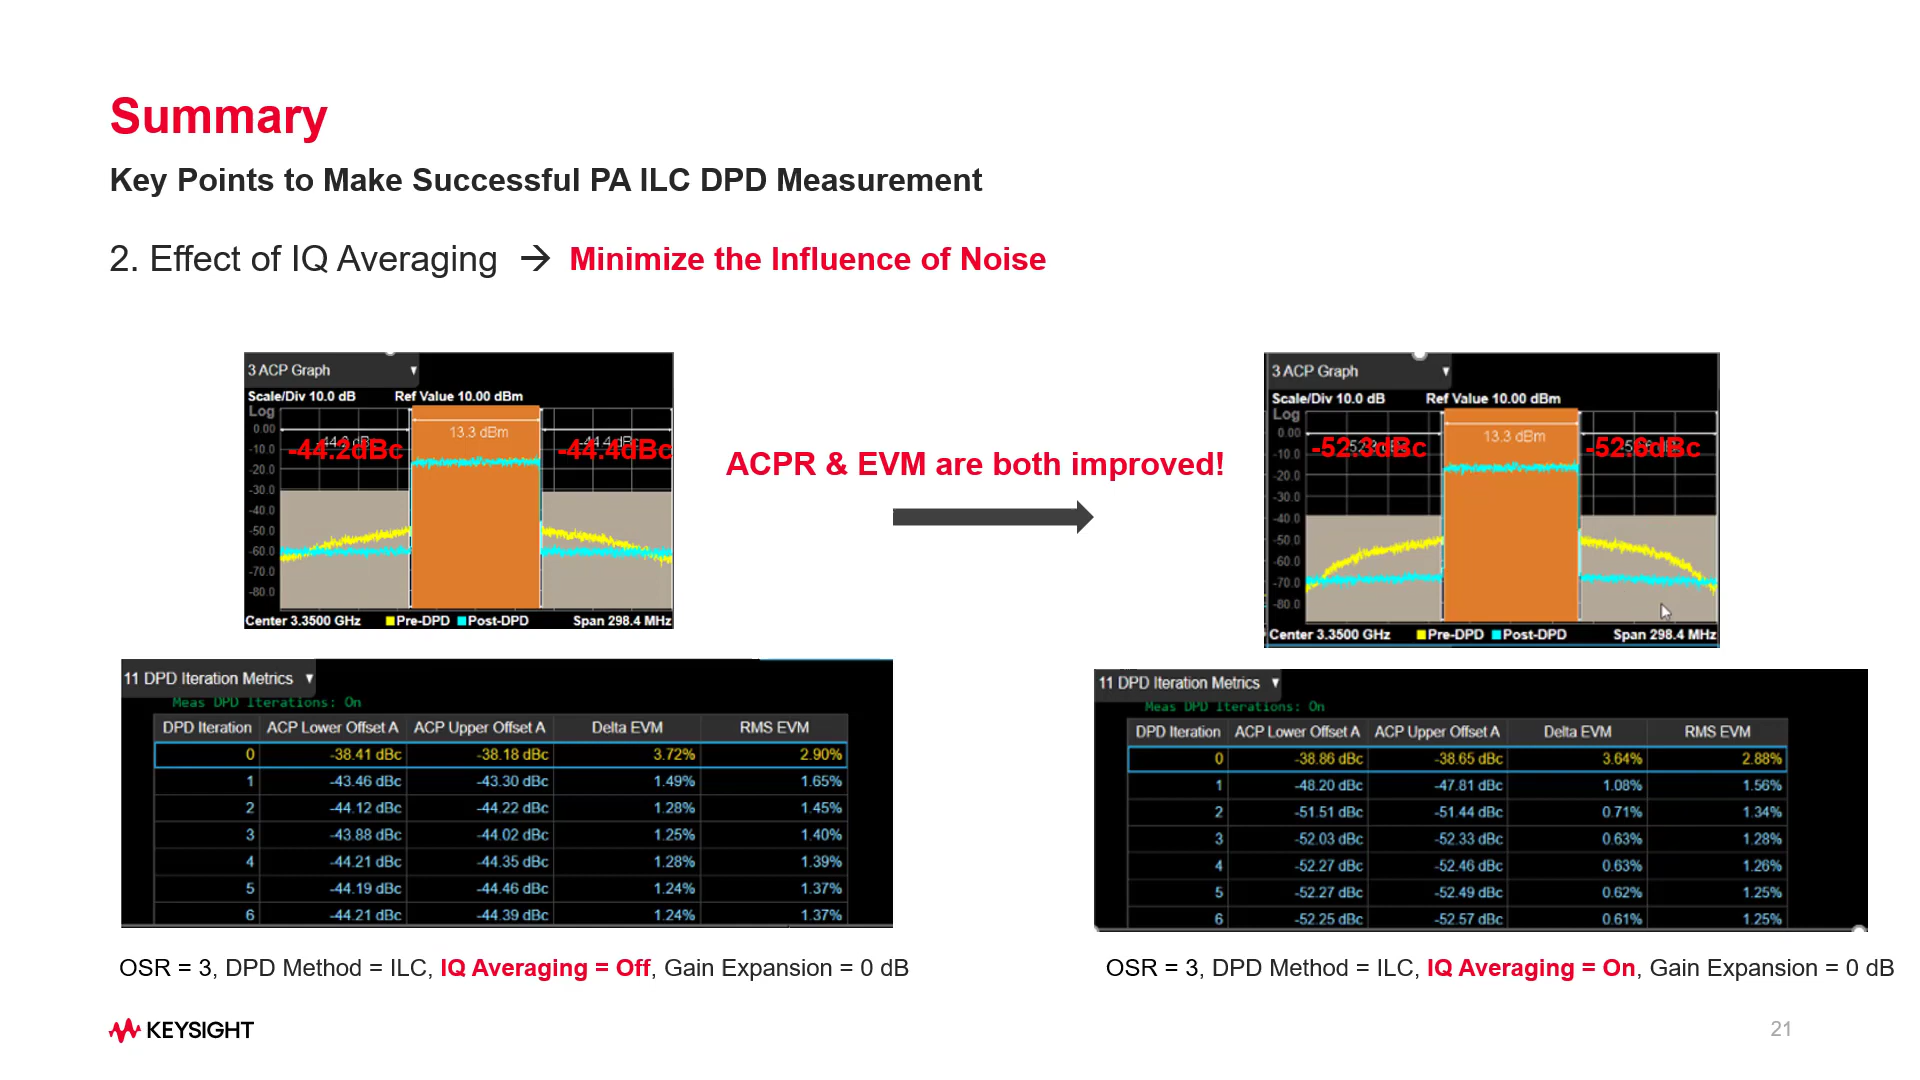 Summary
Key Points to Make Successful PA ILC DPD Measurement
2. Effect of IQ Averaging → Minimize the Influence of Noise
3 ACP Graph
Scale/Div 10.0 dB Ref Value 10.00 dBm
Log
0.00
-10.0
-20.0
-30.0
-40.0
-50.0
-60.0
-70.0
-80.0
-44.2dBc
13.3 dBm
-44.4dBc
Center 3.3500 GHz Pre-DPD Post-DPD Span 298.4 MHz
ACPR & EVM are both improved!
3 ACP Graph
Scale/Div 10.0 dB Ref Value 10.00 dBm
Log
0.00
-10.0
-20.0
-30.0
-40.0
-50.0
-60.0
-70.0
-80.0
-52.3dBc
13.3 dBm
-52.6dBc
Center 3.3500 GHz Pre-DPD Post-DPD Span 298.4 MHz
11 DPD Iteration Metrics
Meas DPD Iterations: On
DPD Iteration ACP Lower Offset A ACP Upper Offset A Delta EVM RMS EVM
0 -38.41 dBc -38.18 dBc 3.72% 2.90%
1 -43.46 dBc -43.30 dBc 1.49% 1.65%
2 -44.12 dBc -44.22 dBc 1.28% 1.45%
3 -43.88 dBc -44.02 dBc 1.25% 1.40%
4 -44.21 dBc -44.35 dBc 1.28% 1.39%
5 -44.19 dBc -44.46 dBc 1.24% 1.37%
6 -44.21 dBc -44.39 dBc 1.24% 1.37%
OSR = 3, DPD Method = ILC, IQ Averaging = Off, Gain Expansion = 0 dB
11 DPD Iteration Metrics
Meas DPD Iterations: On
DPD Iteration ACP Lower Offset A ACP Upper Offset A Delta EVM RMS EVM
0 -38.86 dBc -38.65 dBc 3.64% 2.88%
1 -48.20 dBc -47.81 dBc 1.08% 1.56%
2 -51.51 dBc -51.44 dBc 0.71% 1.34%
3 -52.03 dBc -52.33 dBc 0.63% 1.28%
4 -52.27 dBc -52.46 dBc 0.63% 1.26%
5 -52.27 dBc -52.49 dBc 0.62% 1.25%
6 -52.25 dBc -52.57 dBc 0.61% 1.25%
OSR = 3, DPD Method = ILC, IQ Averaging = On, Gain Expansion = 0 dB
KEYSIGHT
21